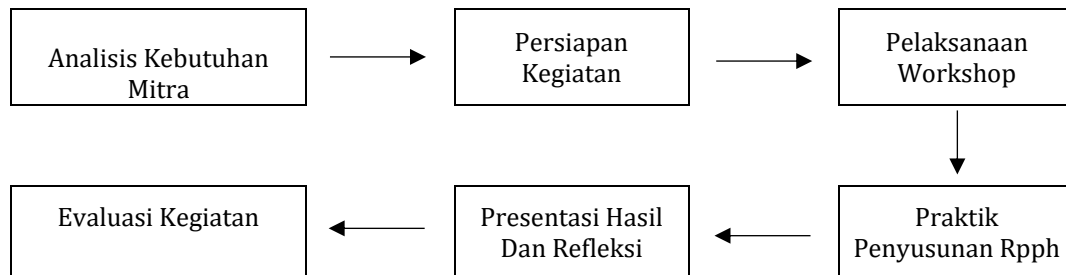 Analisis Kebutuhan
Mitra
Persiapan
Kegiatan
Pelaksanaan
Workshop
Praktik
Penyusunan Rpph
Presentasi Hasil
Dan Refleksi
Evaluasi Kegiatan